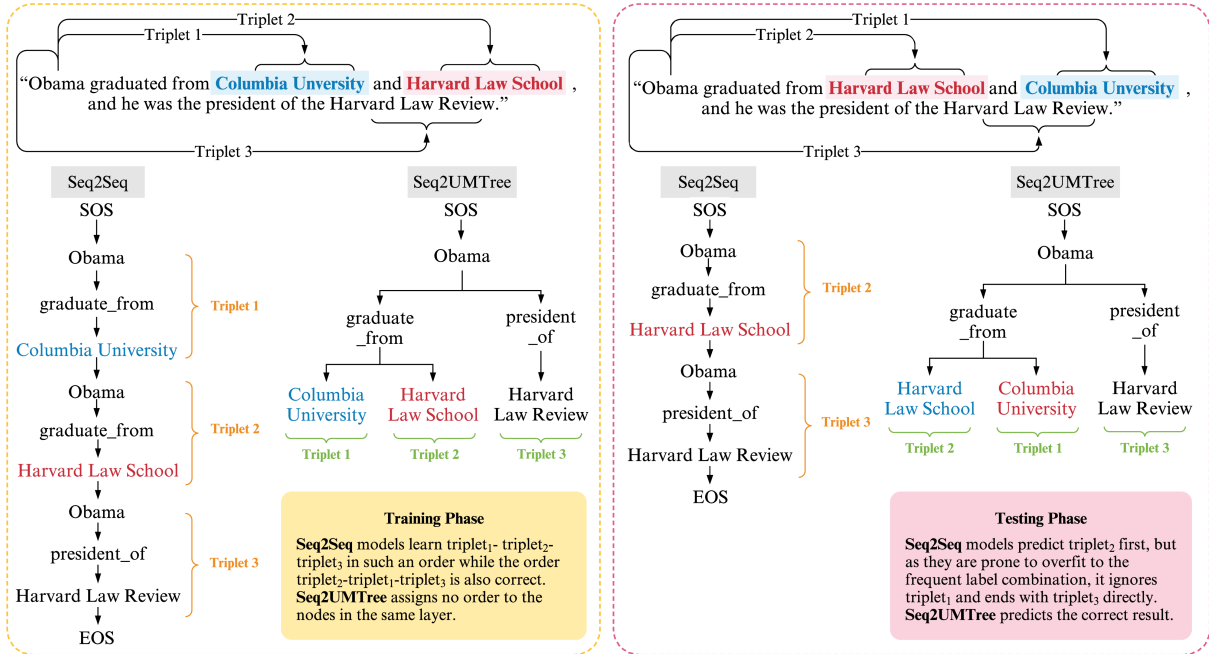 Triplet 2
Triplet 1
“Obama graduated from Columbia Unversity and Harvard Law School ,
and he was the president of the Harvard Law Review.”
Triplet 3
Seq2Seq
SOS
Obama
graduate_from
Columbia University
Obama
graduate_from
Harvard Law School
Obama
president_of
Harvard Law Review
EOS
Triplet 1
Triplet 2
Triplet 3
Seq2UMTree
SOS
Obama
graduate
_from
president
_of
Columbia
University
Harvard
Law School
Harvard
Law Review
Triplet 1
Triplet 2
Triplet 3
Training Phase
Seq2Seq models learn triplet₁- triplet₂-
triplet₃ in such an order while the order
triplet₂-triplet₁-triplet₃ is also correct.
Seq2UMTree assigns no order to the
nodes in the same layer.
Triplet 1
Triplet 2
“Obama graduated from Harvard Law School and Columbia Unversity ,
and he was the president of the Harvard Law Review.”
Triplet 3
Seq2Seq
SOS
Obama
graduate_from
Harvard Law School
Obama
president_of
Harvard Law Review
EOS
Triplet 2
Triplet 3
Seq2UMTree
SOS
Obama
graduate
_from
president
_of
Harvard
Law School
Columbia
University
Harvard
Law Review
Triplet 2
Triplet 1
Triplet 3
Testing Phase
Seq2Seq models predict triplet₂ first, but
as they are prone to overfit to the
frequent label combination, it ignores
triplet₁ and ends with triplet₃ directly.
Seq2UMTree predicts the correct result.